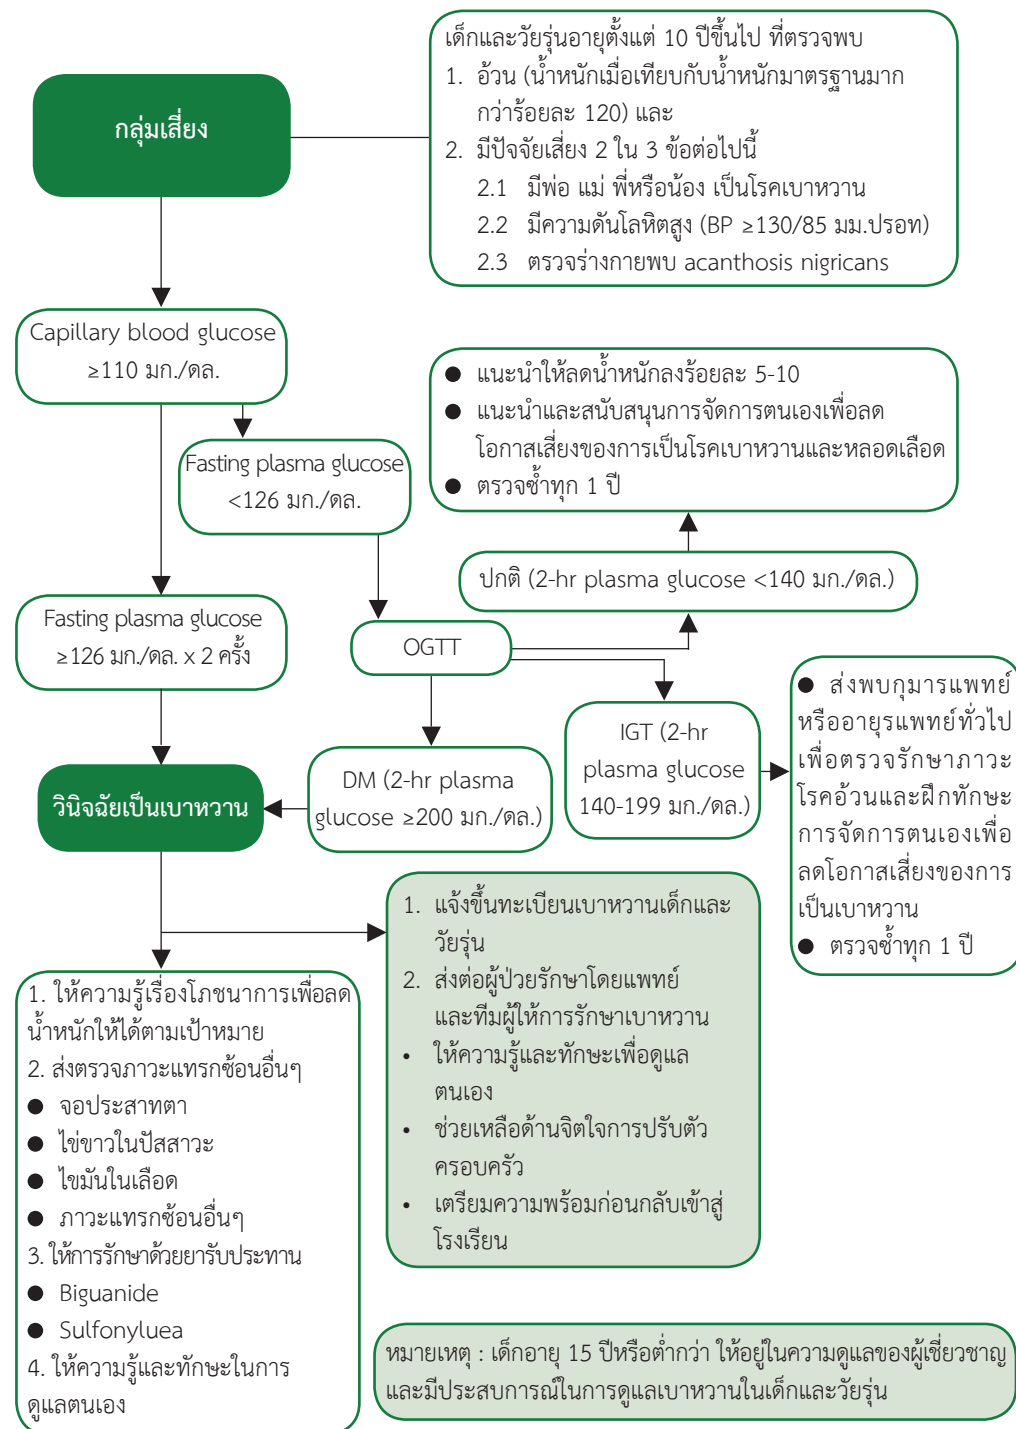 กลุ่มเสี่ยง
เด็กและวัยรุ่นอายุตั้งแต่ 10 ปีขึ้นไป ที่ตรวจพบ
1. อ้วน (น้ำหนักเมื่อเทียบกับน้ำหนักมาตรฐานมาก
กว่าร้อยละ 120) และ
2. มีปัจจัยเสี่ยง 2 ใน 3 ข้อต่อไปนี้
2.1 มีพ่อ แม่ พี่หรือน้อง เป็นโรคเบาหวาน
2.2 มีความดันโลหิตสูง (BP ≥130/85 มม.ปรอท)
2.3 ตรวจร่างกายพบ acanthosis nigricans
Capillary blood glucose
≥110 มก./ดล.
● แนะนำให้ลดน้ำหนักลงร้อยละ 5-10
● แนะนำและสนับสนุนการจัดการตนเองเพื่อลด
โอกาสเสี่ยงของการเป็นโรคเบาหวานและหลอดเลือด
● ตรวจซ้ำทุก 1 ปี
Fasting plasma glucose
<126 มก./ดล.
ปกติ (2-hr plasma glucose <140 มก./ดล.)
Fasting plasma glucose
≥126 มก./ดล. x 2 ครั้ง
OGTT
IGT (2-hr
plasma glucose
140-199 มก./ดล.)
● ส่งพบกุมารแพทย์
หรืออายุรแพทย์ทั่วไป
เพื่อตรวจรักษาภาวะ
โรคอ้วนและฝึกทักษะ
การจัดการตนเองเพื่อ
ลดโอกาสเสี่ยงของการ
เป็นเบาหวาน
● ตรวจซ้ำทุก 1 ปี
DM (2-hr plasma
glucose ≥200 มก./ดล.)
วินิจฉัยเป็นเบาหวาน
1. แจ้งขึ้นทะเบียนเบาหวานเด็กและ
วัยรุ่น
2. ส่งต่อผู้ป่วยรักษาโดยแพทย์
และทีมผู้ให้การรักษาเบาหวาน
• ให้ความรู้และทักษะเพื่อดูแล
ตนเอง
• ช่วยเหลือด้านจิตใจการปรับตัว
ครอบครัว
• เตรียมความพร้อมก่อนกลับเข้าสู่
โรงเรียน
1. ให้ความรู้เรื่องโภชนาการเพื่อลด
น้ำหนักให้ได้ตามเป้าหมาย
2. ส่งตรวจภาวะแทรกซ้อนอื่นๆ
● จอประสาทตา
● ไข่ขาวในปัสสาวะ
● ไขมันในเลือด
● ภาวะแทรกซ้อนอื่นๆ
3. ให้การรักษาด้วยยารับประทาน
● Biguanide
● Sulfonyluea
4. ให้ความรู้และทักษะในการ
ดูแลตนเอง
หมายเหตุ : เด็กอายุ 15 ปีหรือต่ำกว่า ให้อยู่ในความดูแลของผู้เชี่ยวชาญ
และมีประสบการณ์ในการดูแลเบาหวานในเด็กและวัยรุ่น